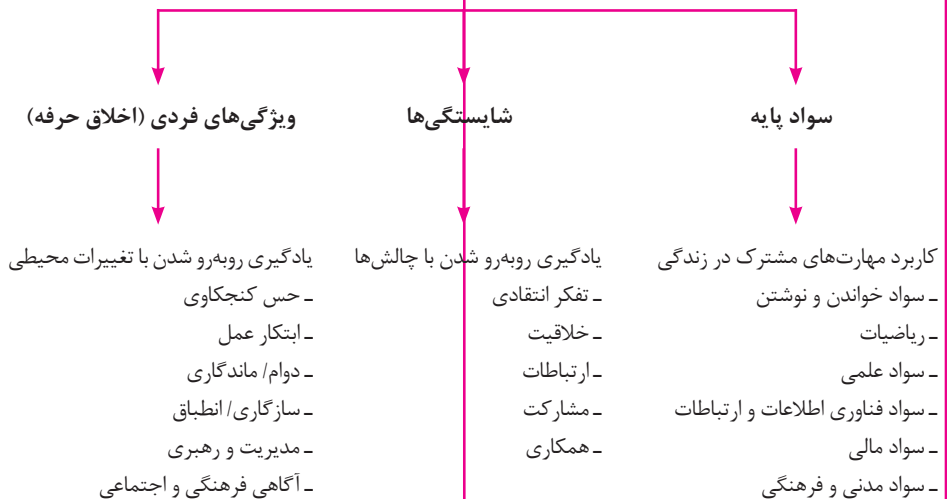 سواد پایه
کاربرد مهارت‌های مشترک در زندگی
ـ سواد خواندن و نوشتن
ـ ریاضیات
ـ سواد علمی
ـ سواد فناوری اطلاعات و ارتباطات
ـ سواد مالی
ـ سواد مدنی و فرهنگی
شایستگی‌ها
یادگیری روبه‌رو شدن با چالش‌ها
ـ تفکر انتقادی
ـ خلاقیت
ـ ارتباطات
ـ مشارکت
ـ همکاری
ویژگی‌های فردی (اخلاق حرفه)
یادگیری روبه‌رو شدن با تغییرات محیطی
ـ حس کنجکاوی
ـ ابتکار عمل
ـ دوام/ ماندگاری
ـ سازگاری/ انطباق
ـ مدیریت و رهبری
ـ آگاهی فرهنگی و اجتماعی